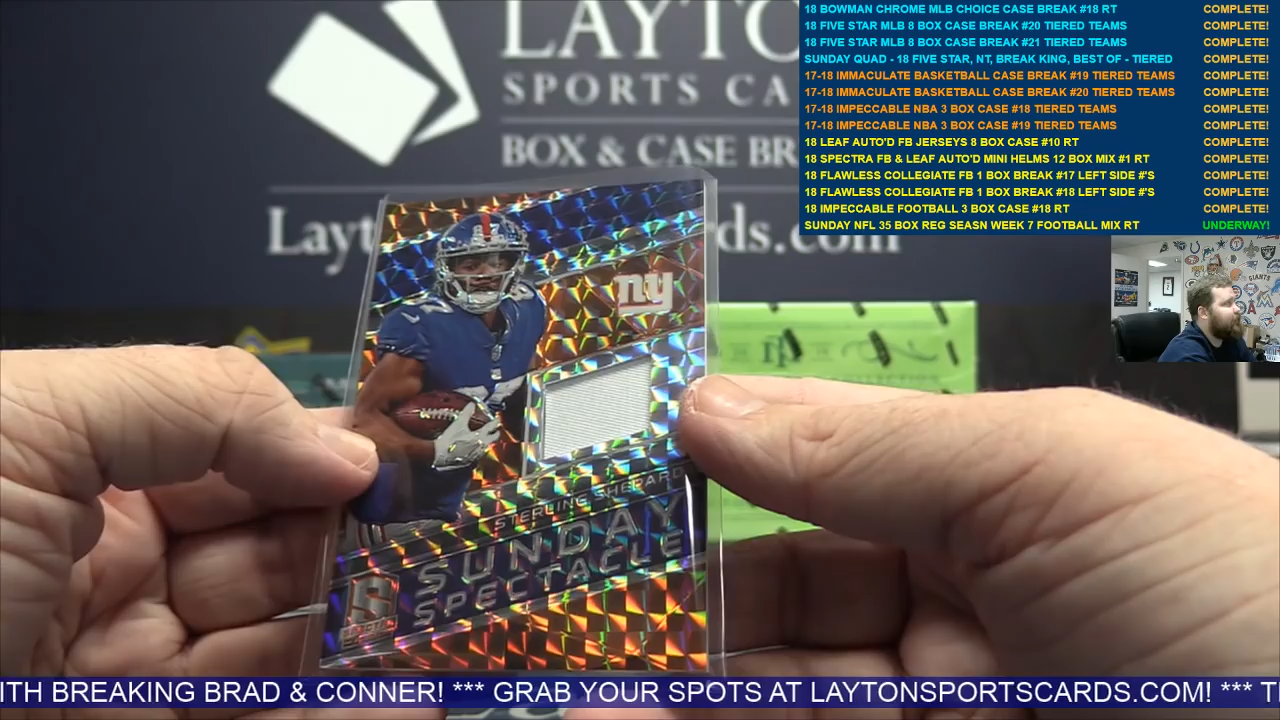 LAYTO
SPORTS CA
BOX & CASE BR
Layt ds.com
18 BOWMAN CHROME MLB CHOICE CASE BREAK #18 RT COMPLETE!
18 FIVE STAR MLB 8 BOX CASE BREAK #20 TIERED TEAMS COMPLETE!
18 FIVE STAR MLB 8 BOX CASE BREAK #21 TIERED TEAMS COMPLETE!
SUNDAY QUAD - 18 FIVE STAR, NT, BREAK KING, BEST OF - TIERED COMPLETE!
17-18 IMMACULATE BASKETBALL CASE BREAK #19 TIERED TEAMS COMPLETE!
17-18 IMMACULATE BASKETBALL CASE BREAK #20 TIERED TEAMS COMPLETE!
17-18 IMPECCABLE NBA 3 BOX CASE #18 TIERED TEAMS COMPLETE!
17-18 IMPECCABLE NBA 3 BOX CASE #19 TIERED TEAMS COMPLETE!
18 LEAF AUTO'D FB JERSEYS 8 BOX CASE #10 RT COMPLETE!
18 SPECTRA FB & LEAF AUTO'D MINI HELMS 12 BOX MIX #1 RT COMPLETE!
18 FLAWLESS COLLEGIATE FB 1 BOX BREAK #17 LEFT SIDE #'S COMPLETE!
18 FLAWLESS COLLEGIATE FB 1 BOX BREAK #18 LEFT SIDE #'S COMPLETE!
18 IMPECCABLE FOOTBALL 3 BOX CASE #18 RT COMPLETE!
SUNDAY NFL 35 BOX REG SEASN WEEK 7 FOOTBALL MIX RT UNDERWAY!
ny
STERLING SHEPARD
SUNDAY
SPECTACLE
S
ITH BREAKING BRAD & CONNER! *** GRAB YOUR SPOTS AT LAYTONSPORTSCARDS.COM! *** T